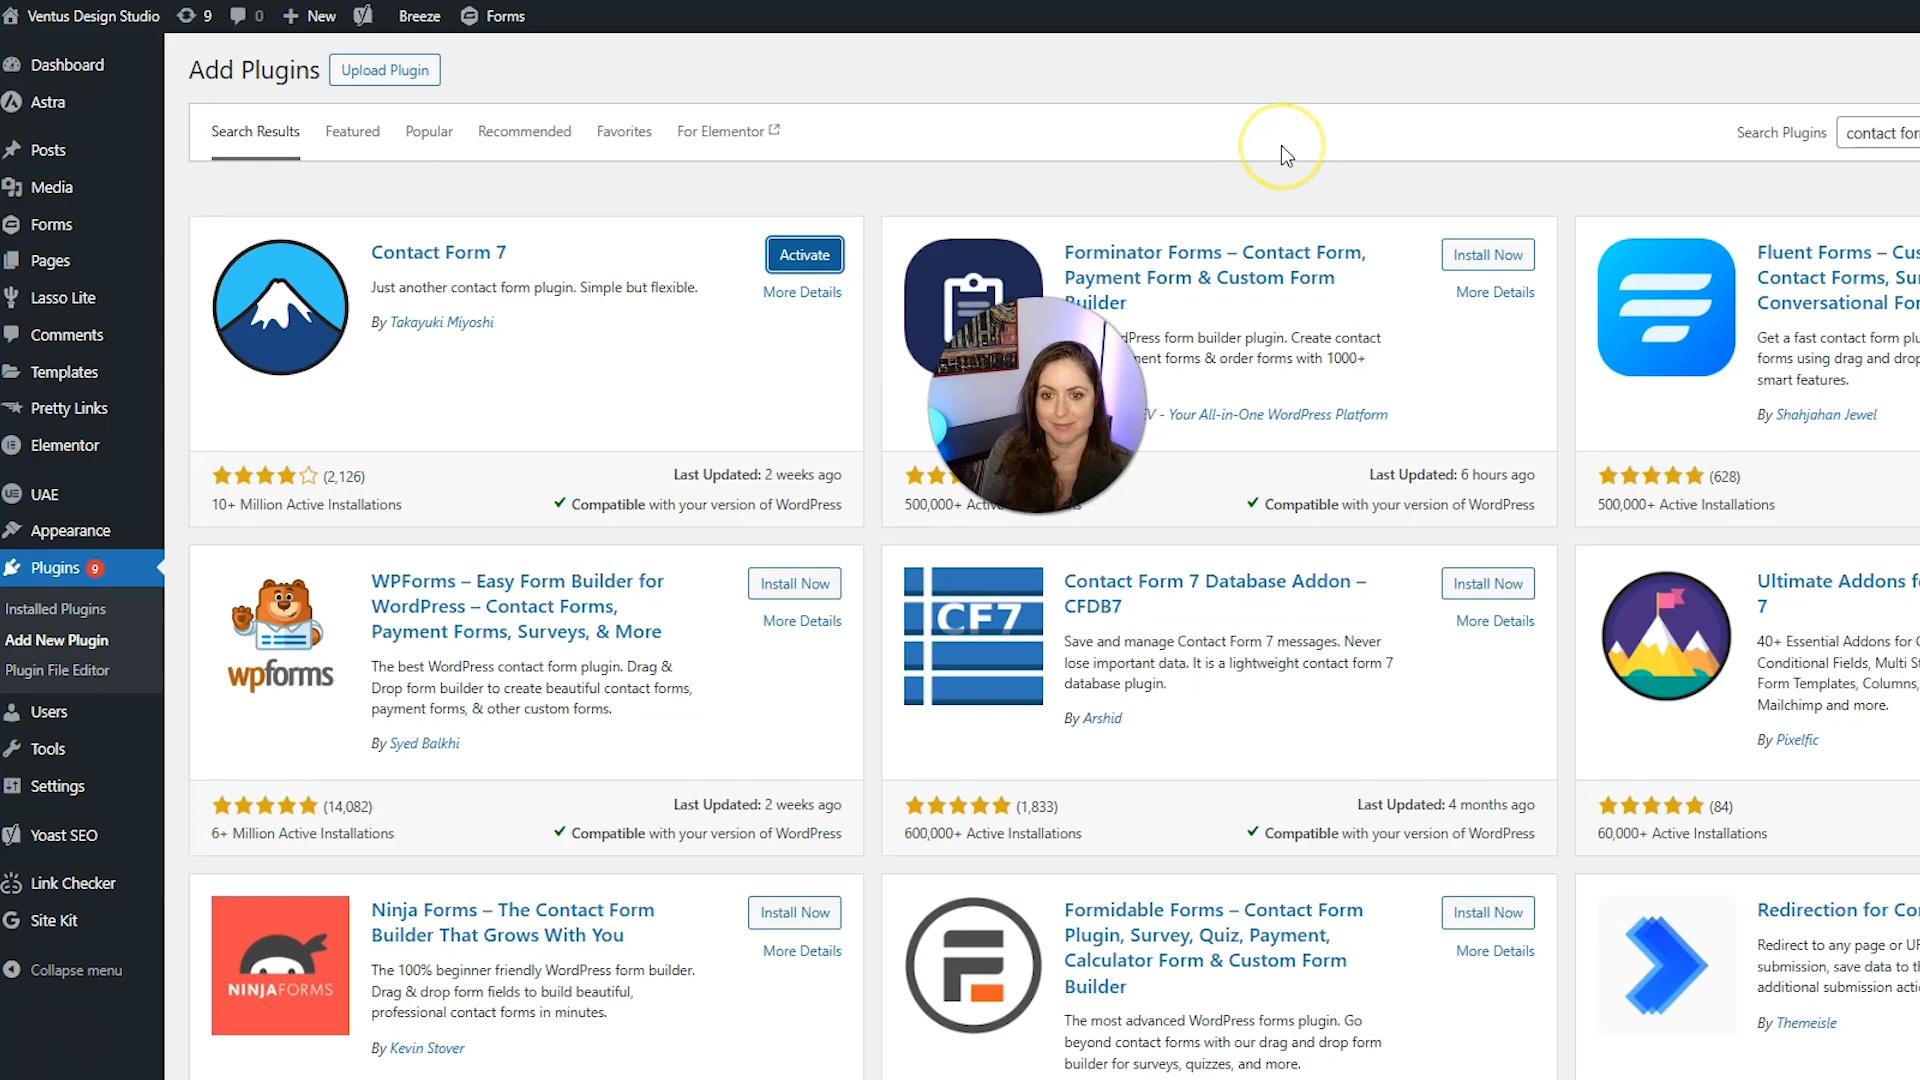 Ventus Design Studio 9 0 New Breeze Forms
Dashboard
Astra
Posts
Media
Forms
Pages
Lasso Lite
Comments
Templates
Pretty Links
Elementor
UAE
Appearance
Plugins 9
Installed Plugins
Add New Plugin
Plugin File Editor
Users
Tools
Settings
Yoast SEO
Link Checker
Site Kit
Collapse menu
Add Plugins Upload Plugin
Search Results Featured Popular Recommended Favorites For Elementor Search Plugins contact for
Contact Form 7
Activate
Just another contact form plugin. Simple but flexible.
More Details
By Takayuki Miyoshi
(2,126)
Last Updated: 2 weeks ago
10+ Million Active Installations
Compatible with your version of WordPress
Forminator Forms – Contact Form,
Payment Form & Custom Form
Builder
Install Now
More Details
form builder plugin. Create contact
forms & order forms with 1000+
- Your All-in-One WordPress Platform
Last Updated: 6 hours ago
500,000+
Compatible with your version of WordPress
Fluent Forms – Cus
Contact Forms, Sur
Conversational Fo
Get a fast contact form plu
forms using drag and drop
smart features.
By Shahjahan Jewel
(628)
500,000+ Active Installations
WPForms – Easy Form Builder for
WordPress – Contact Forms,
Payment Forms, Surveys, & More
Install Now
More Details
wpforms
The best WordPress contact form plugin. Drag &
Drop form builder to create beautiful contact forms,
payment forms, & other custom forms.
By Syed Balkhi
(14,082)
Last Updated: 2 weeks ago
6+ Million Active Installations
Compatible with your version of WordPress
CF7
Contact Form 7 Database Addon –
CFDB7
Install Now
More Details
Save and manage Contact Form 7 messages. Never
lose important data. It is a lightweight contact form 7
database plugin.
By Arshid
(1,833)
Last Updated: 4 months ago
600,000+ Active Installations
Compatible with your version of WordPress
Ultimate Addons f
7
40+ Essential Addons for C
Conditional Fields, Multi St
Form Templates, Columns,
Mailchimp and more.
By Pixelfic
(84)
60,000+ Active Installations
NINJAFORMS
Ninja Forms – The Contact Form
Builder That Grows With You
Install Now
More Details
The 100% beginner friendly WordPress form builder.
Drag & drop form fields to build beautiful,
professional contact forms in minutes.
By Kevin Stover
Formidable Forms – Contact Form
Plugin, Survey, Quiz, Payment,
Calculator Form & Custom Form
Builder
Install Now
More Details
The most advanced WordPress forms plugin. Go
beyond contact forms with our drag and drop form
builder for surveys, quizzes, and more.
Redirection for Co
Redirect to any page or UR
submission, save data to th
additional submission acti
By Themeisle